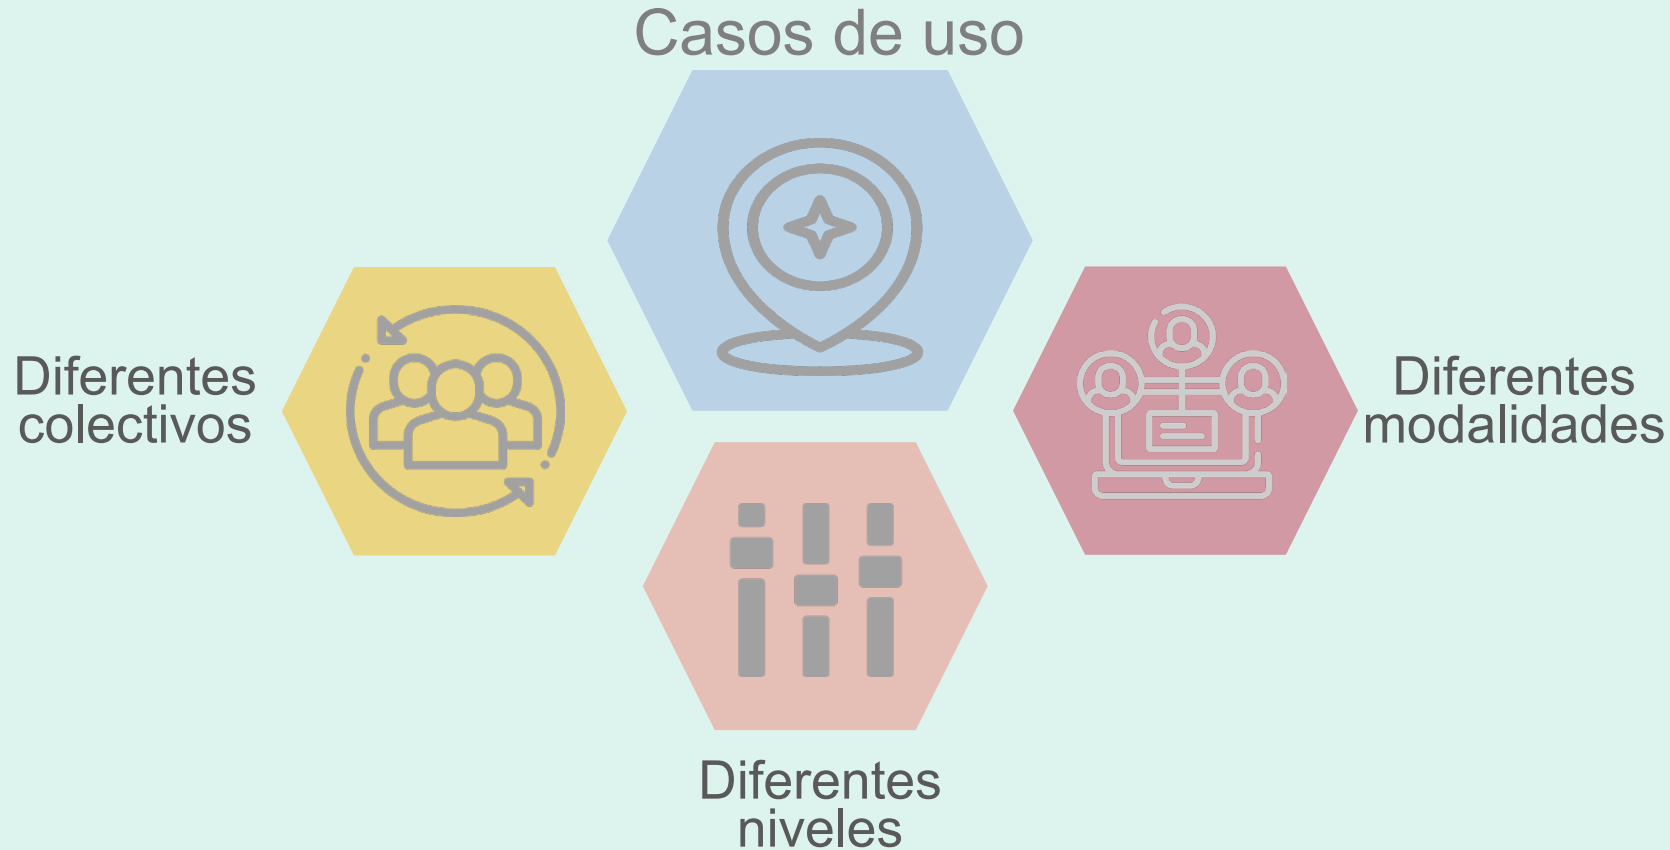 Casos de uso
Diferentes
colectivos
Diferentes
modalidades
Diferentes
niveles